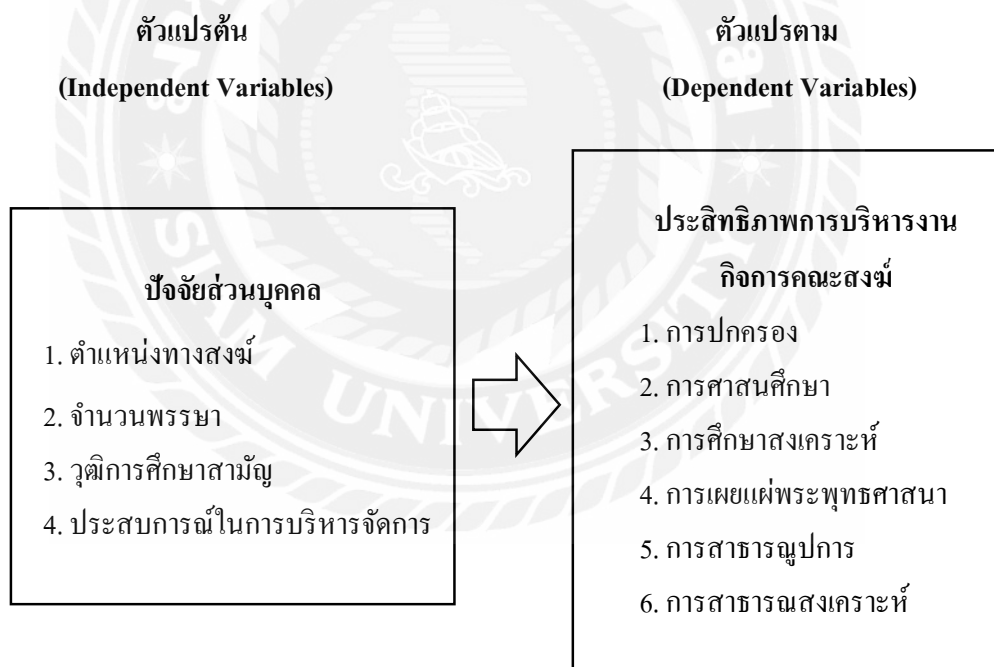 ตัวแปรต้น
(Independent Variables)
ปัจจัยส่วนบุคคล
1. ตำแหน่งทางสงฆ์
2. จำนวนพรรษา
3. วุฒิการศึกษาสามัญ
4. ประสบการณ์ในการบริหารจัดการ
ตัวแปรตาม
(Dependent Variables)
ประสิทธิภาพการบริหารงาน
กิจการคณะสงฆ์
1. การปกครอง
2. การศาสนศึกษา
3. การศึกษาสงเคราะห์
4. การเผยแผ่พระพุทธศาสนา
5. การสาธารณูปการ
6. การสาธารณสงเคราะห์
SIAM UNIVERSITY